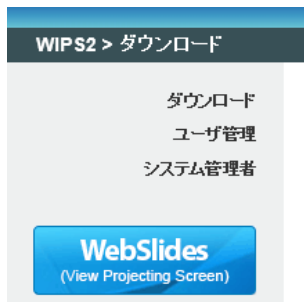 WIPS2 > ダウンロード
ダウンロード
ユーザ管理
システム管理者
WebSlides
(View Projecting Screen)